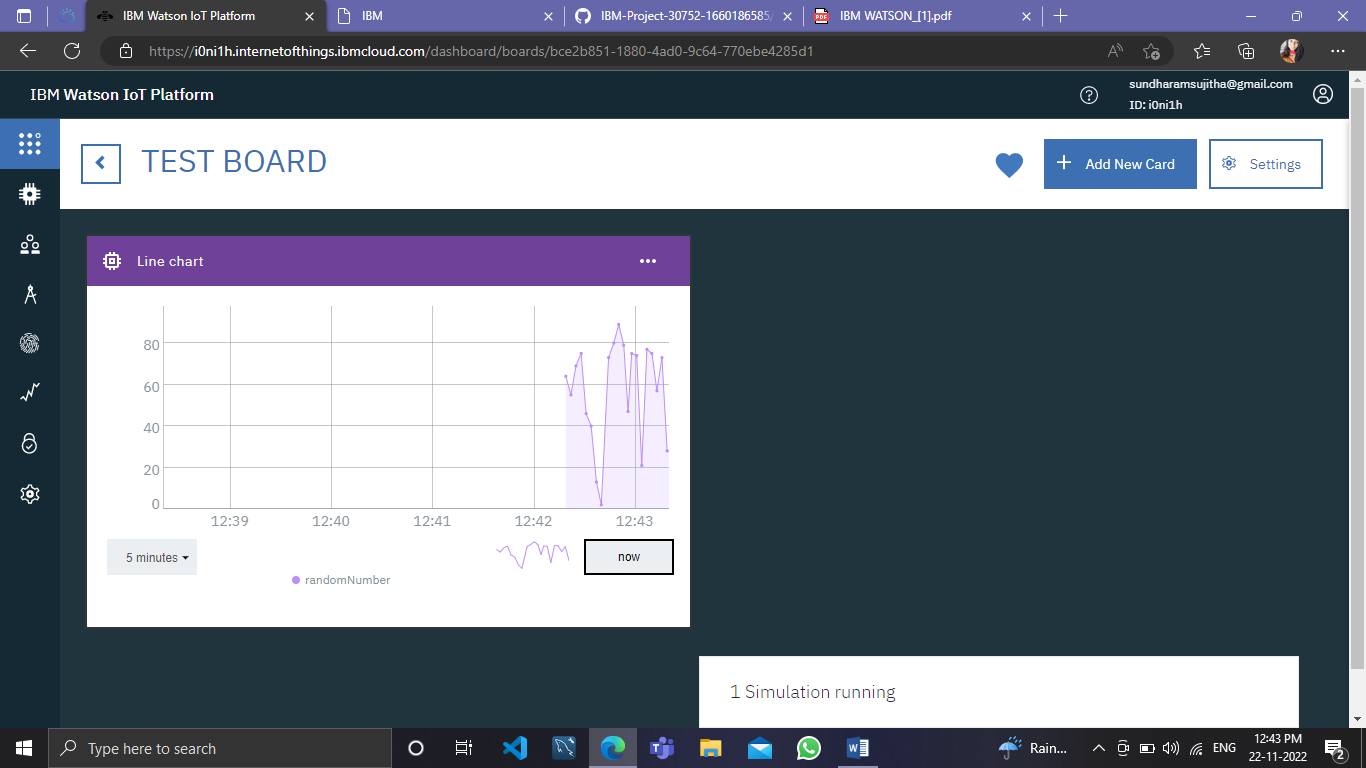 IBM Watson IoT Platform
IBM
IBM-Project-30752-1660186585/
IBM WATSON_[1].pdf
https://i0ni1h.internetofthings.ibmcloud.com/dashboard/boards/bce2b851-1880-4ad0-9c64-770ebe4285d1
IBM Watson IoT Platform
sundharamsujitha@gmail.com
ID: i0ni1h
TEST BOARD
Add New Card
Settings
Line chart
80
60
40
20
0
12:39 12:40 12:41 12:42 12:43
5 minutes
now
randomNumber
1 Simulation running
Type here to search
Rain...
ENG
12:43 PM
22-11-2022
2